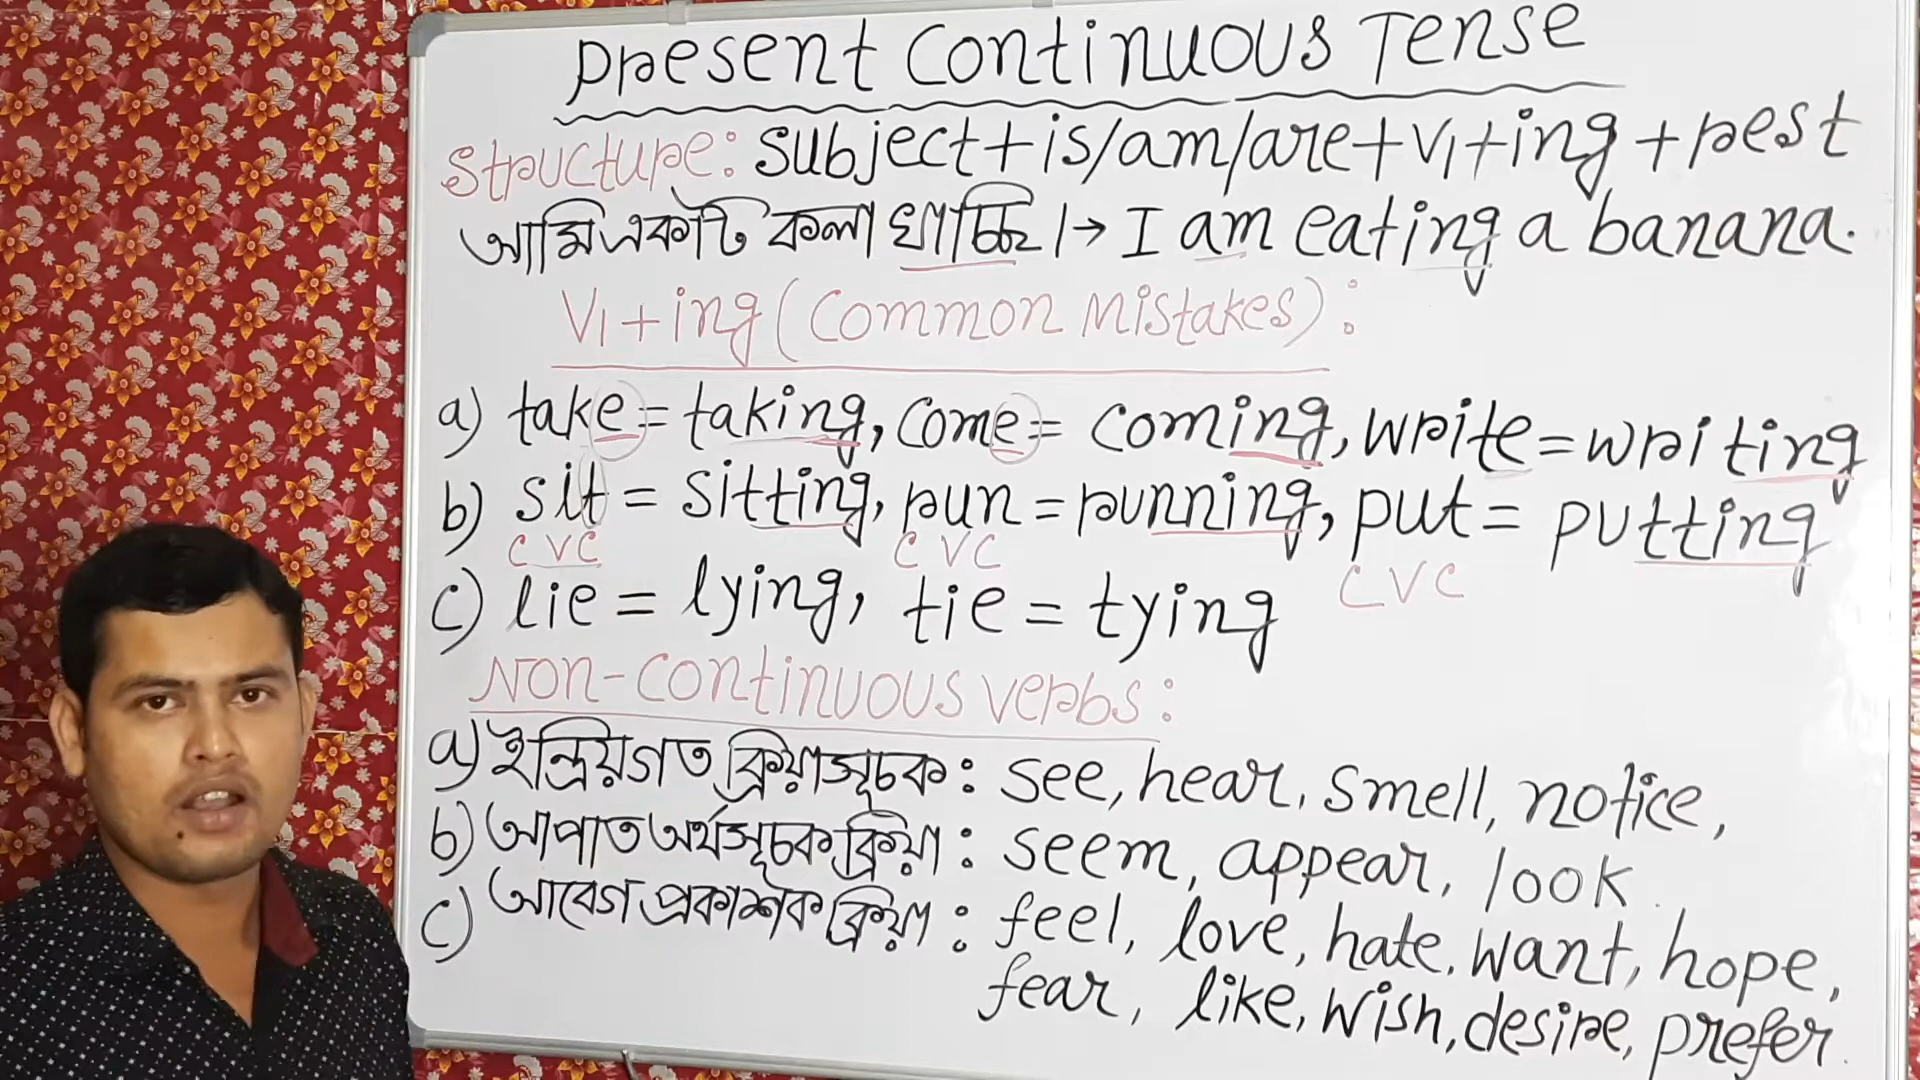 Present Continuous Tense
Structure: Subject+is/am/are+V1+ing+rest
আমি একটি কলা খাচ্ছি।→ I am eating a banana.
V1+ing (Common Mistakes):
a) take = taking, come = coming, write = writing
b) sit = sitting, run = running, put = putting
CVC CVC CVC
c) lie = lying, tie = tying
Non-Continuous Verbs:
a) ইন্দ্রিয়গত ক্রিয়াসূচক: see, hear, smell, notice,
b) আপাত অর্থসূচক ক্রিয়া: seem, appear, look.
c) আবেগ প্রকাশক ক্রিয়া: feel, love, hate, want, hope,
fear, like, wish, desire, prefer.